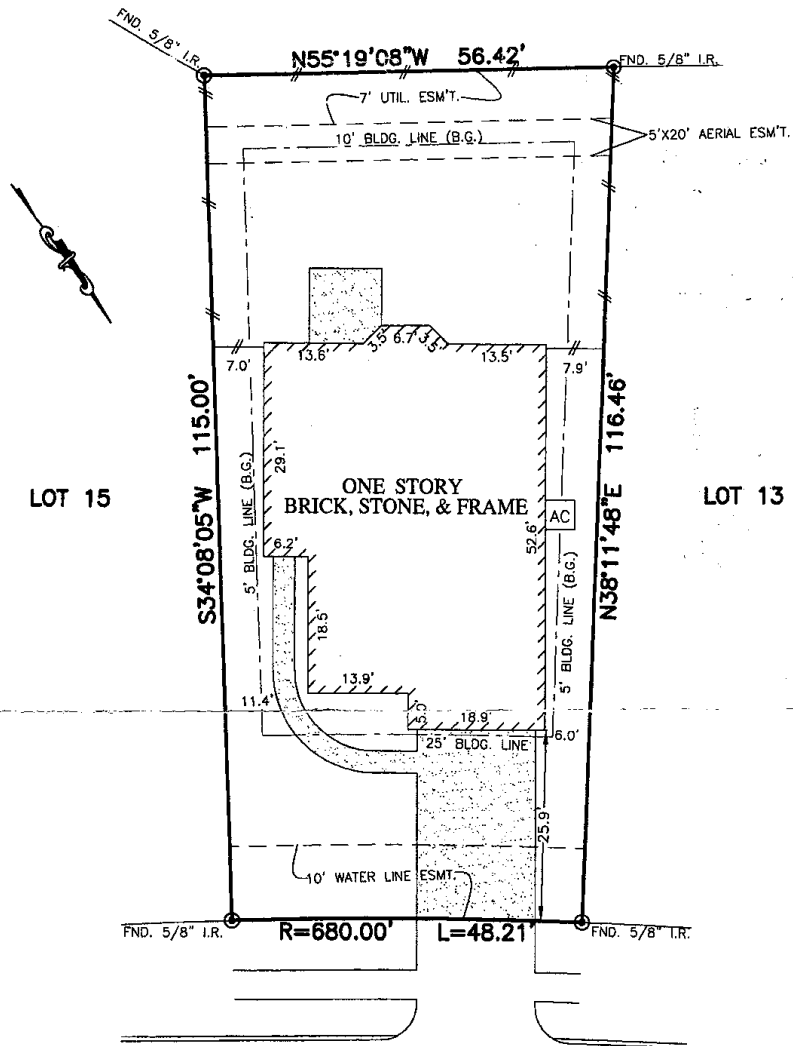 FND. 5/8" I.R.
N55°19'08"W 56.42'
FND. 5/8" I.R.
7' UTIL. ESM'T.
10' BLDG. LINE (B.G.)
5'X20' AERIAL ESM'T.
13.6'
3.5'
6.7'
3.5'
13.5'
7.0'
7.9'
S34°08'05"W 115.00'
N38°11'48"E 116.46'
29.1'
LOT 15
ONE STORY
BRICK, STONE, & FRAME
AC
LOT 13
5' BLDG. LINE (B.G.)
52.6'
6.2'
5' BLDG. LINE (B.G.)
18.5'
13.9'
11.4'
5.0'
18.9'
6.0'
25' BLDG. LINE
25.9'
10' WATER LINE ESMT.
FND. 5/8" I.R.
R=680.00' L=48.21'
FND. 5/8" I.R.